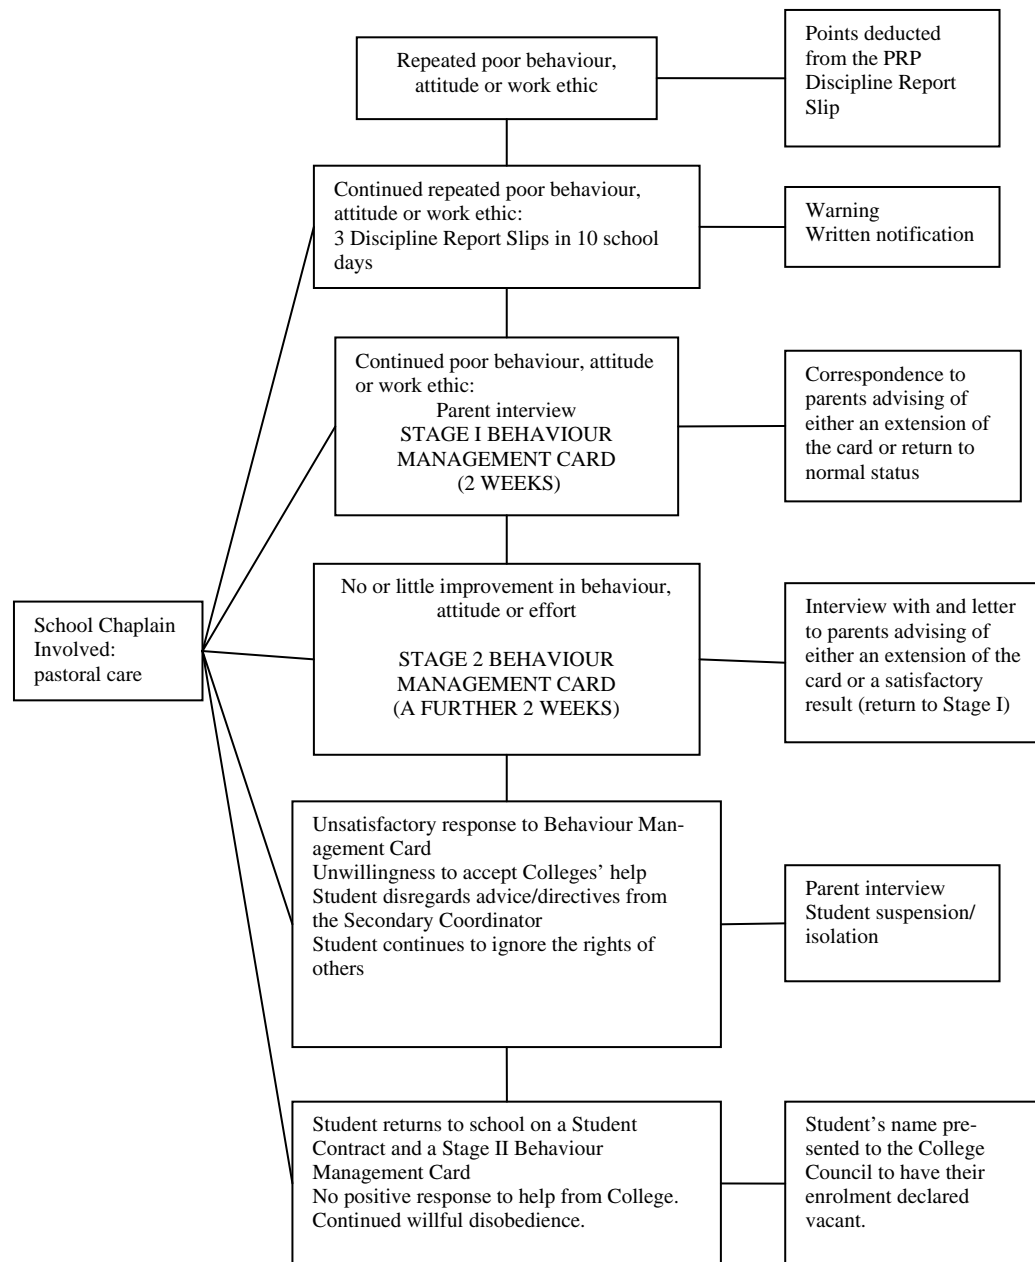 Repeated poor behaviour,
attitude or work ethic
Points deducted
from the PRP
Discipline Report
Slip
Continued repeated poor behaviour,
attitude or work ethic:
3 Discipline Report Slips in 10 school
days
Warning
Written notification
Continued poor behaviour, attitude
or work ethic:
Parent interview
STAGE I BEHAVIOUR
MANAGEMENT CARD
(2 WEEKS)
Correspondence to
parents advising of
either an extension of
the card or return to
normal status
School Chaplain
Involved:
pastoral care
No or little improvement in behaviour,
attitude or effort
STAGE 2 BEHAVIOUR
MANAGEMENT CARD
(A FURTHER 2 WEEKS)
Interview with and letter
to parents advising of
either an extension of the
card or a satisfactory
result (return to Stage I)
Unsatisfactory response to Behaviour Man-
agement Card
Unwillingness to accept Colleges’ help
Student disregards advice/directives from
the Secondary Coordinator
Student continues to ignore the rights of
others
Parent interview
Student suspension/
isolation
Student returns to school on a Student
Contract and a Stage II Behaviour
Management Card
No positive response to help from College.
Continued willful disobedience.
Student’s name pre-
sented to the College
Council to have their
enrolment declared
vacant.